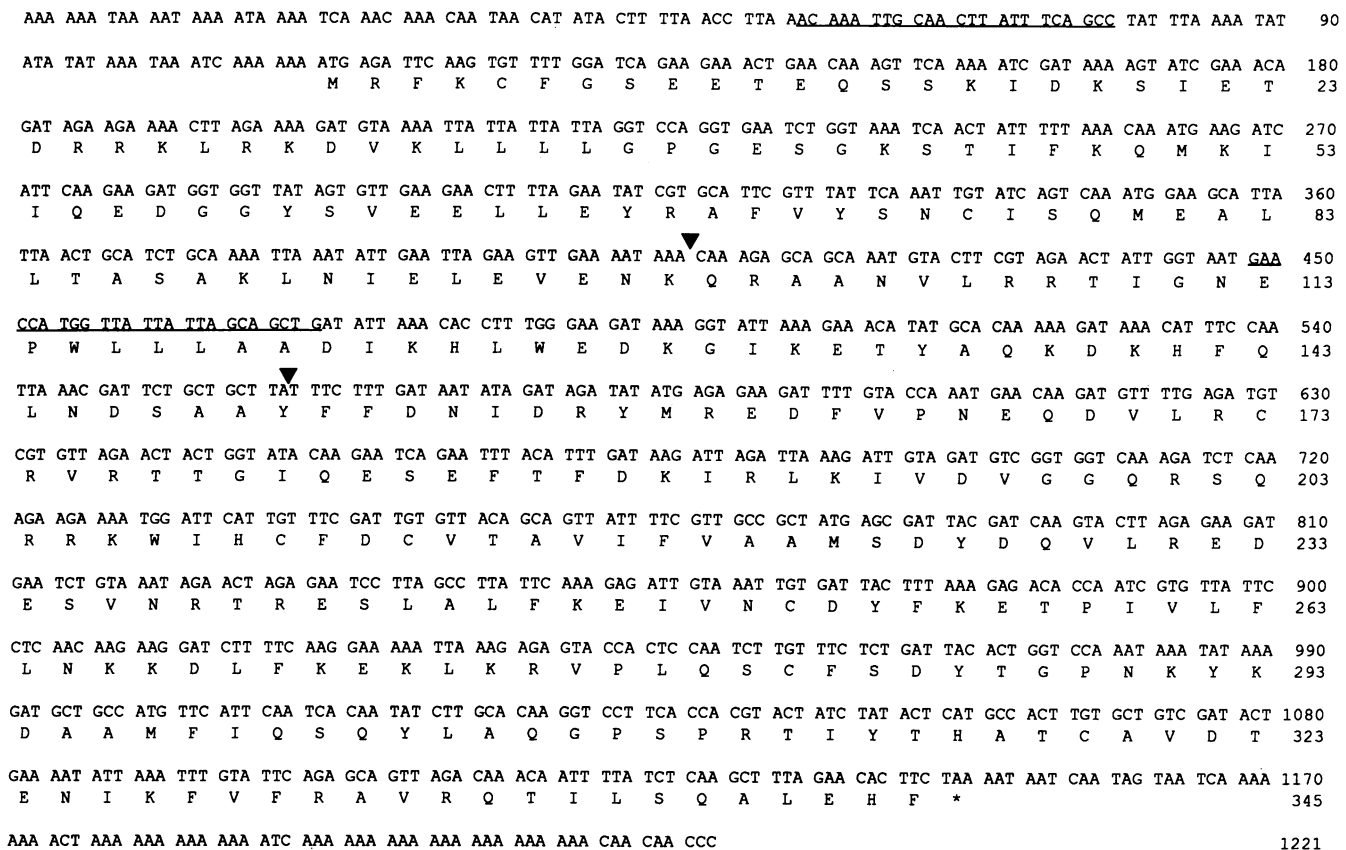 AAA AAA TAA AAT AAA ATA AAA TCA AAC AAA CAA TAA CAT ATA CTT TTA ACC TTA AACAAA TTG CAA CTT ATT TCA GCC TAT TTA AAA TAT 90
ATA TAT AAA TAA ATC AAA AAA ATG AGA TTC AAG TGT TTT GGA TCA GAA GAA ACT GAA CAA AGT TCA AAA ATC GAT AAA AGT ATC GAA ACA 180
M R F K C F G S E E T E Q S S K I D K S I E T 23
GAT AGA AGA AAA CTT AGA AAA GAT GTA AAA TTA TTA TTA TTA GGT CCA GGT GAA TCT GGT AAA TCA ACT ATT TTT AAA CAA ATG AAG ATC 270
D R R K L R K D V K L L L L G P G E S G K S T I F K Q M K I 53
ATT CAA GAA GAT GGT GGT TAT AGT GTT GAA GAA CTT TTA GAA TAT CGT GCA TTC GTT TAT TCA AAT TGT ATC AGT CAA ATG GAA GCA TTA 360
I Q E D G G Y S V E E L L E Y R A F V Y S N C I S Q M E A L 83
TTA ACT GCA TCT GCA AAA TTA AAT ATT GAA TTA GAA GTT GAA AAT AAA CAA AGA GCA GCA AAT GTA CTT CGT AGA ACT ATT GGT AAT GAA 450
L T A S A K L N I E L E V E N K Q R A A N V L R R T I G N E 113
CCA TGG TTA TTA TTA GCA GCT GAT ATT AAA CAC CTT TGG GAA GAT AAA GGT ATT AAA GAA ACA TAT GCA CAA AAA GAT AAA CAT TTC CAA 540
P W L L L A A D I K H L W E D K G I K E T Y A Q K D K H F Q 143
TTA AAC GAT TCT GCT GCT TAT TTC TTT GAT AAT ATA GAT AGA TAT ATG AGA GAA GAT TTT GTA CCA AAT GAA CAA GAT GTT TTG AGA TGT 630
L N D S A A Y F F D N I D R Y M R E D F V P N E Q D V L R C 173
CGT GTT AGA ACT ACT GGT ATA CAA GAA TCA GAA TTT ACA TTT GAT AAG ATT AGA TTA AAG ATT GTA GAT GTC GGT GGT CAA AGA TCT CAA 720
R V R T T G I Q E S E F T F D K I R L K I V D V G G Q R S Q 203
AGA AGA AAA TGG ATT CAT TGT TTC GAT TGT GTT ACA GCA GTT ATT TTC GTT GCC GCT ATG AGC GAT TAC GAT CAA GTA CTT AGA GAA GAT 810
R R K W I H C F D C V T A V I F V A A M S D Y D Q V L R E D 233
GAA TCT GTA AAT AGA ACT AGA GAA TCC TTA GCC TTA TTC AAA GAG ATT GTA AAT TGT GAT TAC TTT AAA GAG ACA CCA ATC GTG TTA TTC 900
E S V N R T R E S L A L F K E I V N C D Y F K E T P I V L F 263
CTC AAC AAG AAG GAT CTT TTC AAG GAA AAA TTA AAG AGA GTA CCA CTC CAA TCT TGT TTC TCT GAT TAC ACT GGT CCA AAT AAA TAT AAA 990
L N K K D L F K E K L K R V P L Q S C F S D Y T G P N K Y K 293
GAT GCT GCC ATG TTC ATT CAA TCA CAA TAT CTT GCA CAA GGT CCT TCA CCA CGT ACT ATC TAT ACT CAT GCC ACT TGT GCT GTC GAT ACT 1080
D A A M F I Q S Q Y L A Q G P S P R T I Y T H A T C A V D T 323
GAA AAT ATT AAA TTT GTA TTC AGA GCA GTT AGA CAA ACA ATT TTA TCT CAA GCT TTA GAA CAC TTC TAA AAT AAT CAA TAG TAA TCA AAA 1170
E N I K F V F R A V R Q T I L S Q A L E H F * 345
AAA ACT AAA AAA AAA AAA ATC AAA AAA AAA AAA AAA AAA AAA CAA CAA CCC 1221